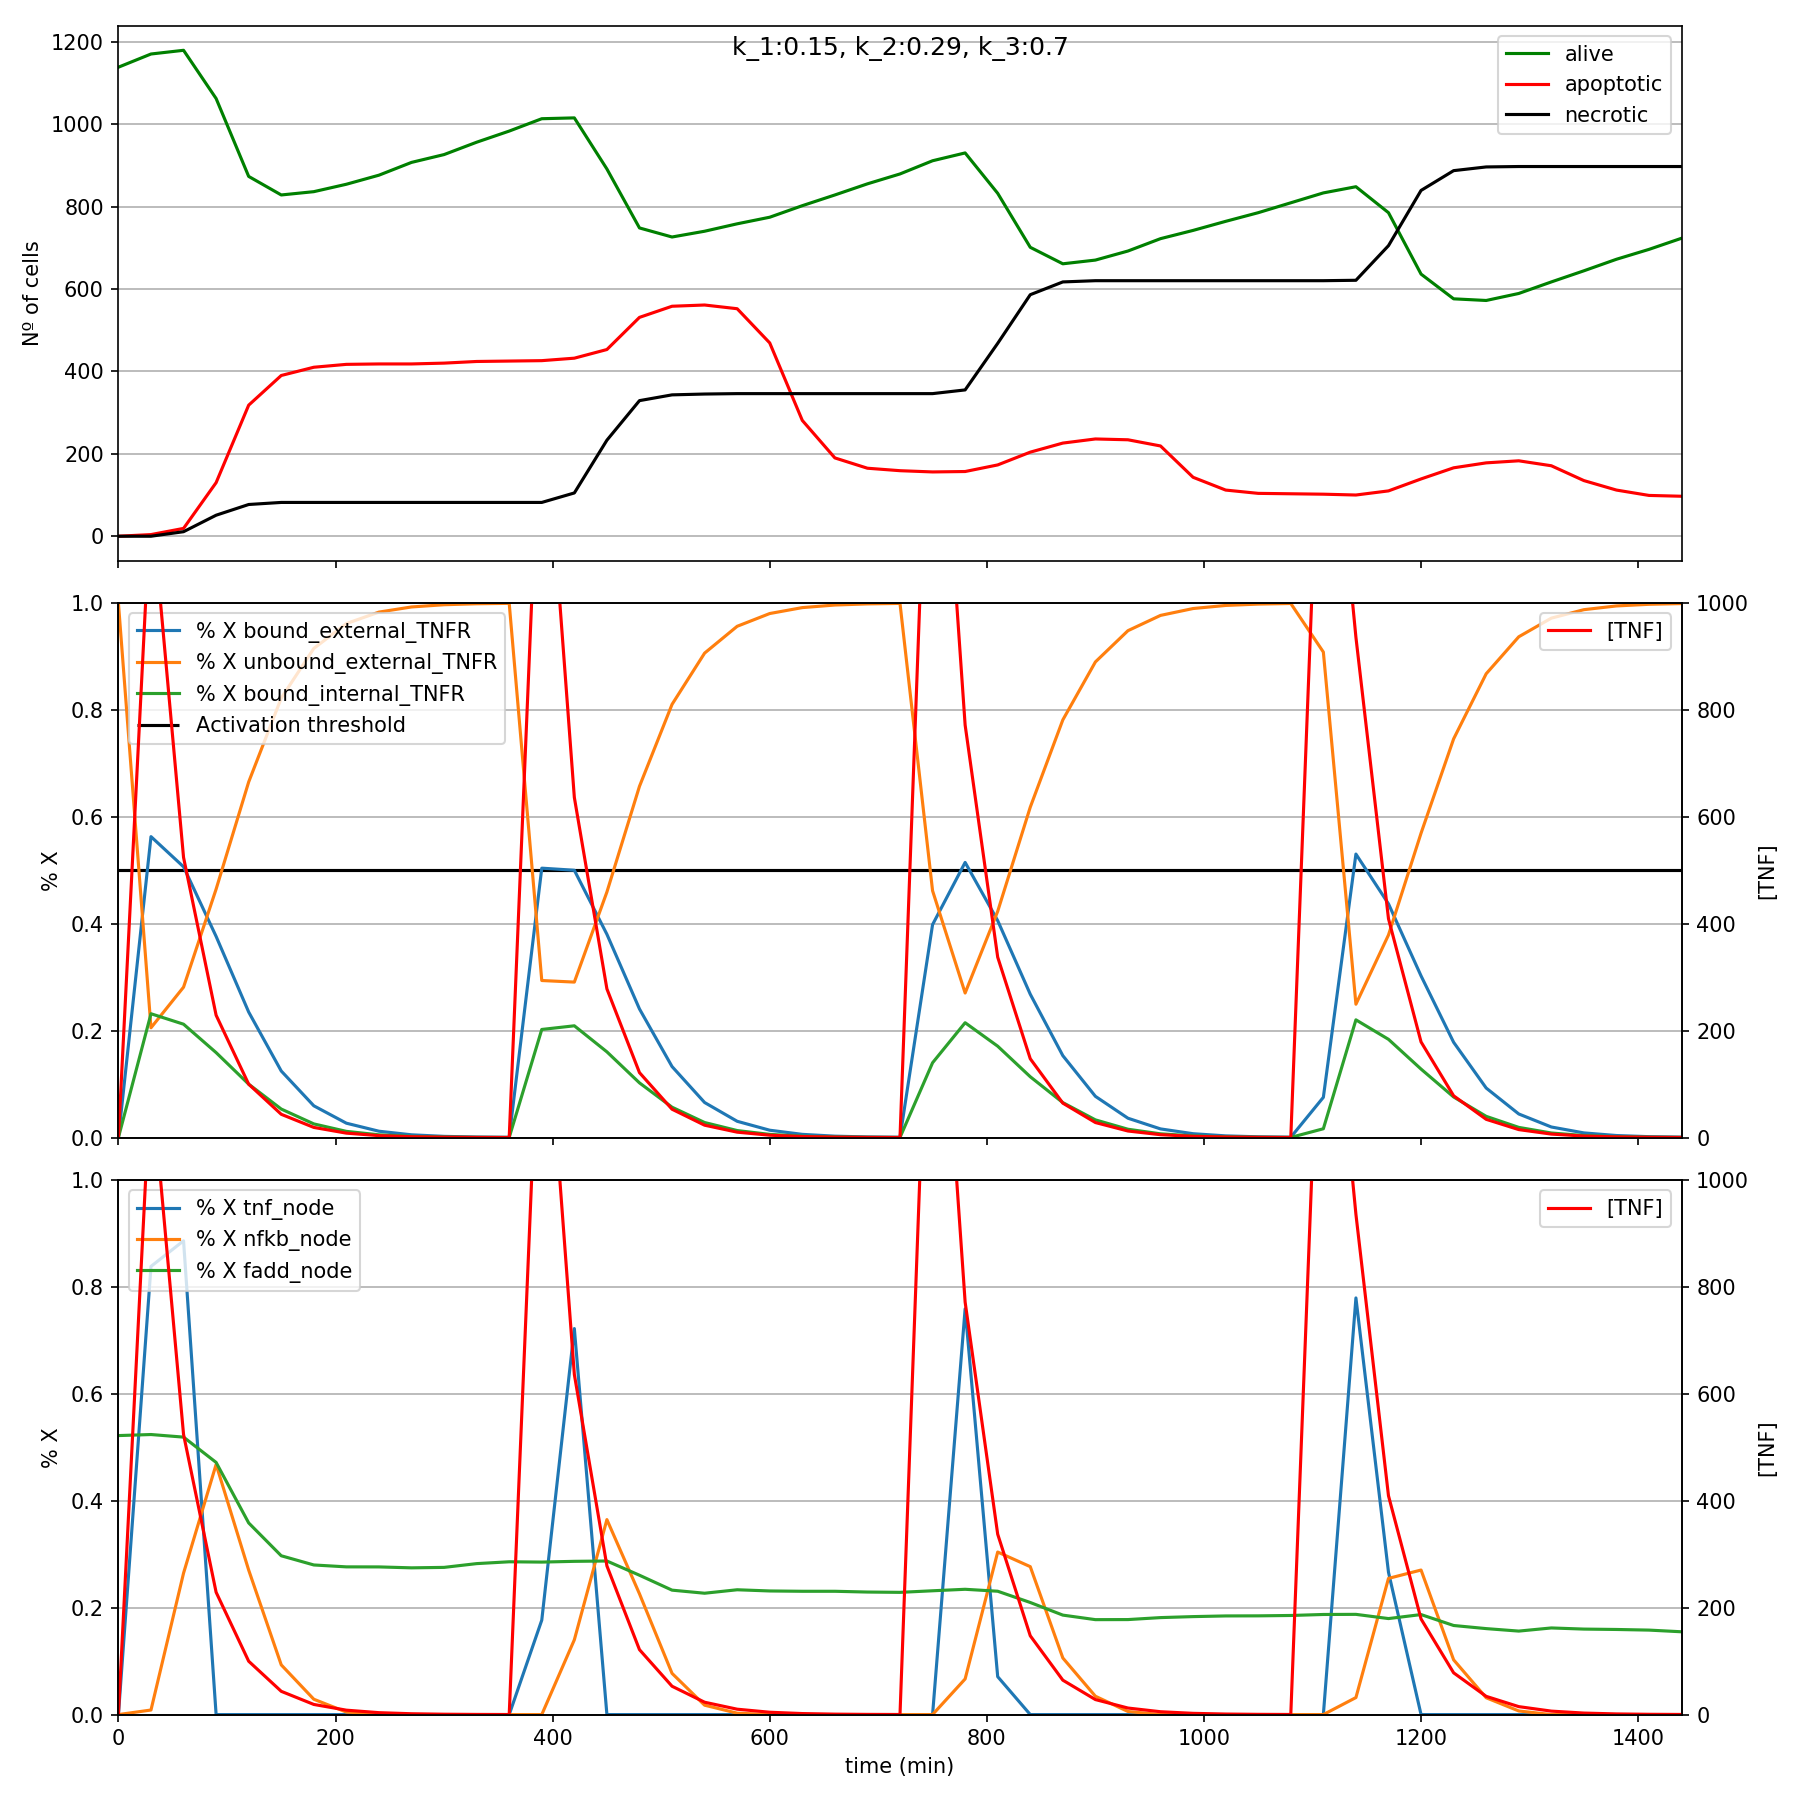 k_1:0.15, k_2:0.29, k_3:0.7
1200
1000
800
600
400
200
0
Nº of cells
alive
apoptotic
necrotic
1.0
0.8
0.6
0.4
0.2
0.0
% X
% X bound_external_TNFR
% X unbound_external_TNFR
% X bound_internal_TNFR
Activation threshold
[TNF]
1000
800
600
400
200
0
[TNF]
1.0
0.8
0.6
0.4
0.2
0.0
% X
% X tnf_node
% X nfkb_node
% X fadd_node
[TNF]
1000
800
600
400
200
0
[TNF]
0 200 400 600 800 1000 1200 1400
time (min)